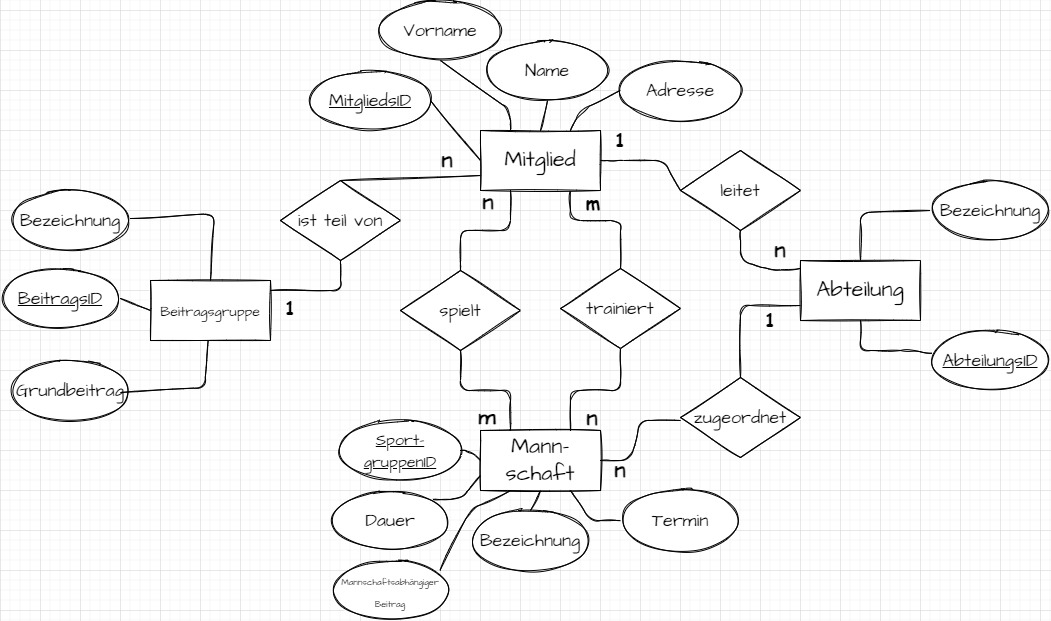 Vorname
Name
Adresse
MitgliedsID
1
n
Mitglied
leitet
n
m
ist teil von
Bezeichnung
Bezeichnung
n
Abteilung
BeitragsID
Beitragsgruppe
1
spielt
trainiert
1
AbteilungsID
Grundbeitrag
m
n
zugeordnet
Sport-
gruppenID
Mann-
schaft
n
Dauer
Bezeichnung
Termin
Mannschaftsabhängiger
Beitrag